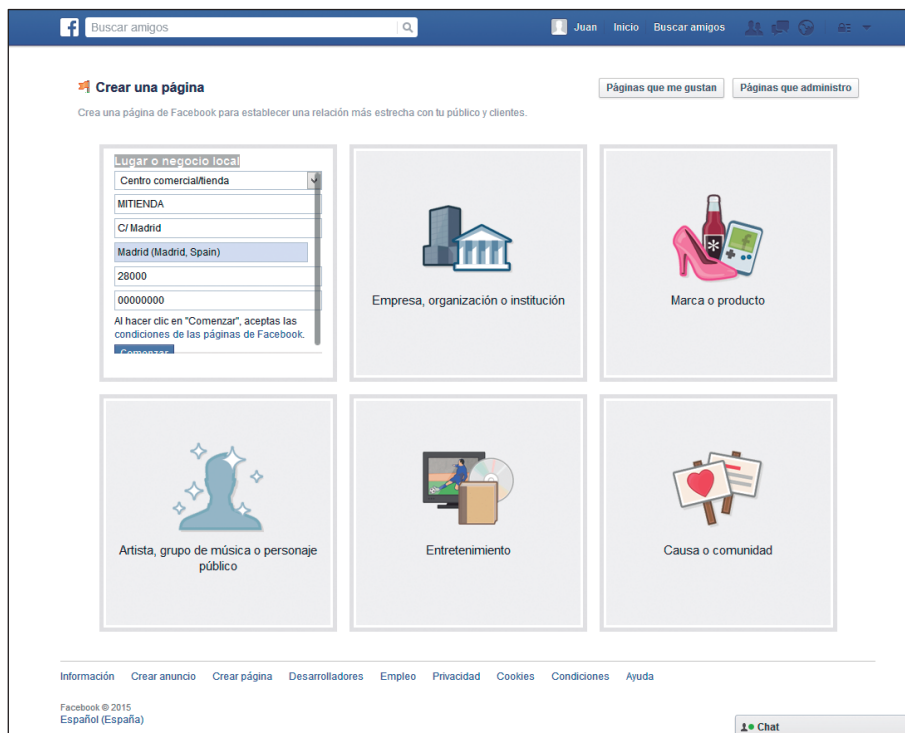 Buscar amigos
Juan Inicio Buscar amigos
Crear una página
Páginas que me gustan
Páginas que administro
Crea una página de Facebook para establecer una relación más estrecha con tu público y clientes.
Lugar o negocio local
Centro comercial/tienda
MITIENDA
C/ Madrid
Madrid (Madrid, Spain)
28000
00000000
Al hacer clic en "Comenzar", aceptas las
condiciones de las páginas de Facebook.
Comenzar
Empresa, organización o institución
Marca o producto
Artista, grupo de música o personaje
público
Entretenimiento
Causa o comunidad
Información Crear anuncio Crear página Desarrolladores Empleo Privacidad Cookies Condiciones Ayuda
Facebook © 2015
Español (España)
Chat